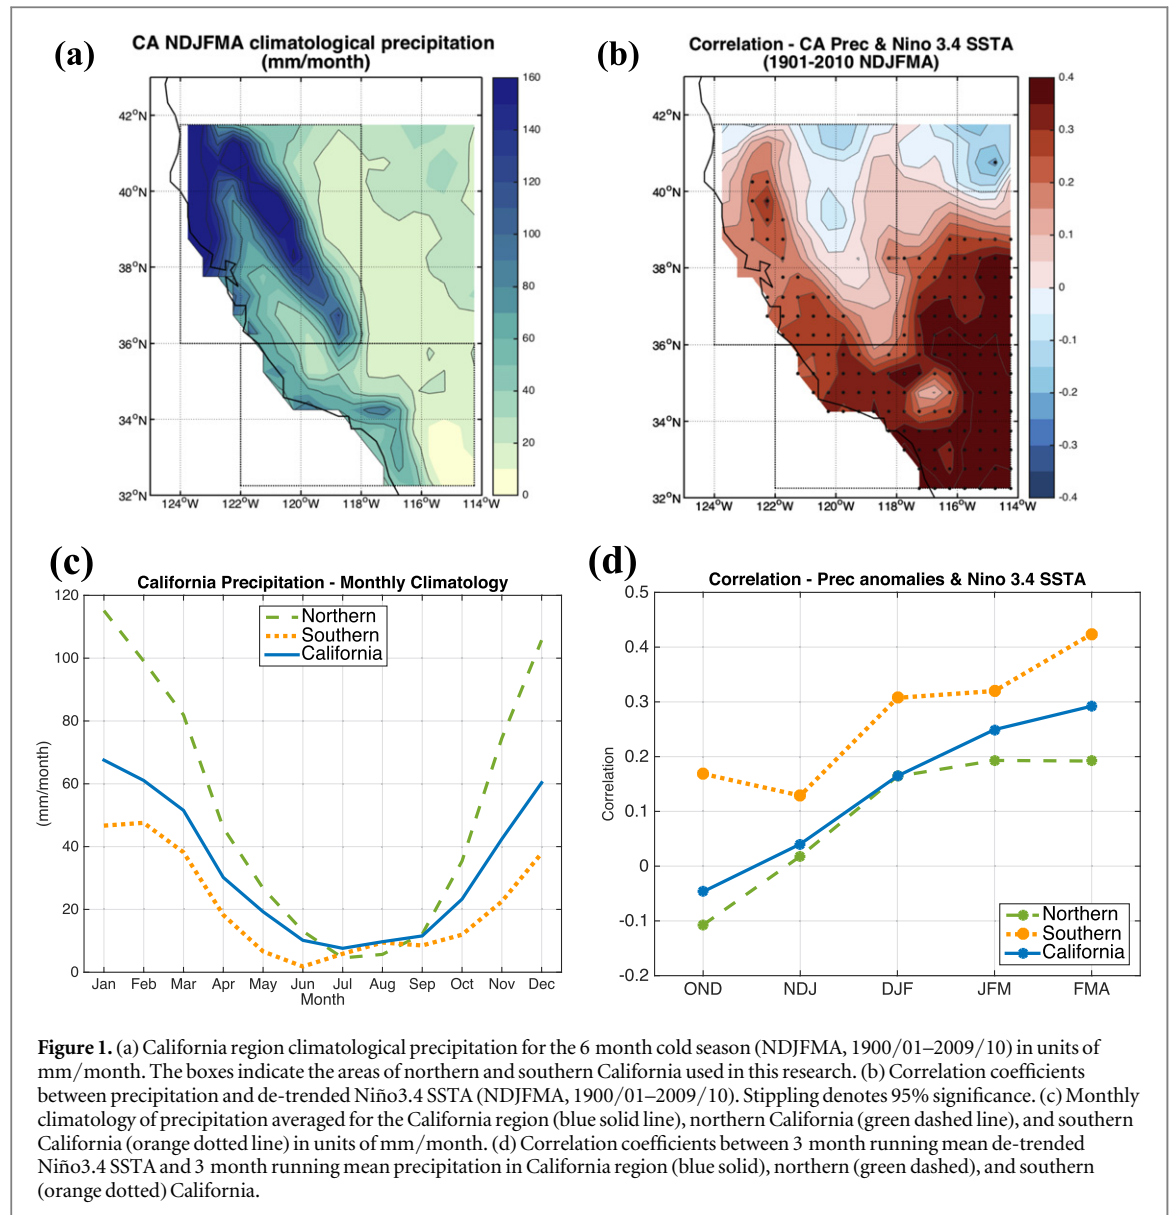 (a)
CA NDJFMA climatological precipitation
(mm/month)
42°N
40°N
38°N
36°N
34°N
32°N
124°W 122°W 120°W 118°W 116°W 114°W
160
140
120
100
80
60
40
20
0
(b)
Correlation - CA Prec & Nino 3.4 SSTA
(1901-2010 NDJFMA)
42°N
40°N
38°N
36°N
34°N
32°N
124°W 122°W 120°W 118°W 116°W 114°W
0.4
0.3
0.2
0.1
0
-0.1
-0.2
-0.3
-0.4
(c)
California Precipitation - Monthly Climatology
120
100
80
60
40
20
0
(mm/month)
Northern
Southern
California
Jan Feb Mar Apr May Jun Jul Aug Sep Oct Nov Dec
Month
(d)
Correlation - Prec anomalies & Nino 3.4 SSTA
0.5
0.4
0.3
0.2
0.1
0
-0.1
-0.2
Correlation
Northern
Southern
California
OND NDJ DJF JFM FMA
Figure 1. (a) California region climatological precipitation for the 6 month cold season (NDJFMA, 1900/01–2009/10) in units of
mm/month. The boxes indicate the areas of northern and southern California used in this research. (b) Correlation coefficients
between precipitation and de-trended Niño3.4 SSTA (NDJFMA, 1900/01–2009/10). Stippling denotes 95% significance. (c) Monthly
climatology of precipitation averaged for the California region (blue solid line), northern California (green dashed line), and southern
California (orange dotted line) in units of mm/month. (d) Correlation coefficients between 3 month running mean de-trended
Niño3.4 SSTA and 3 month running mean precipitation in California region (blue solid), northern (green dashed), and southern
(orange dotted) California.